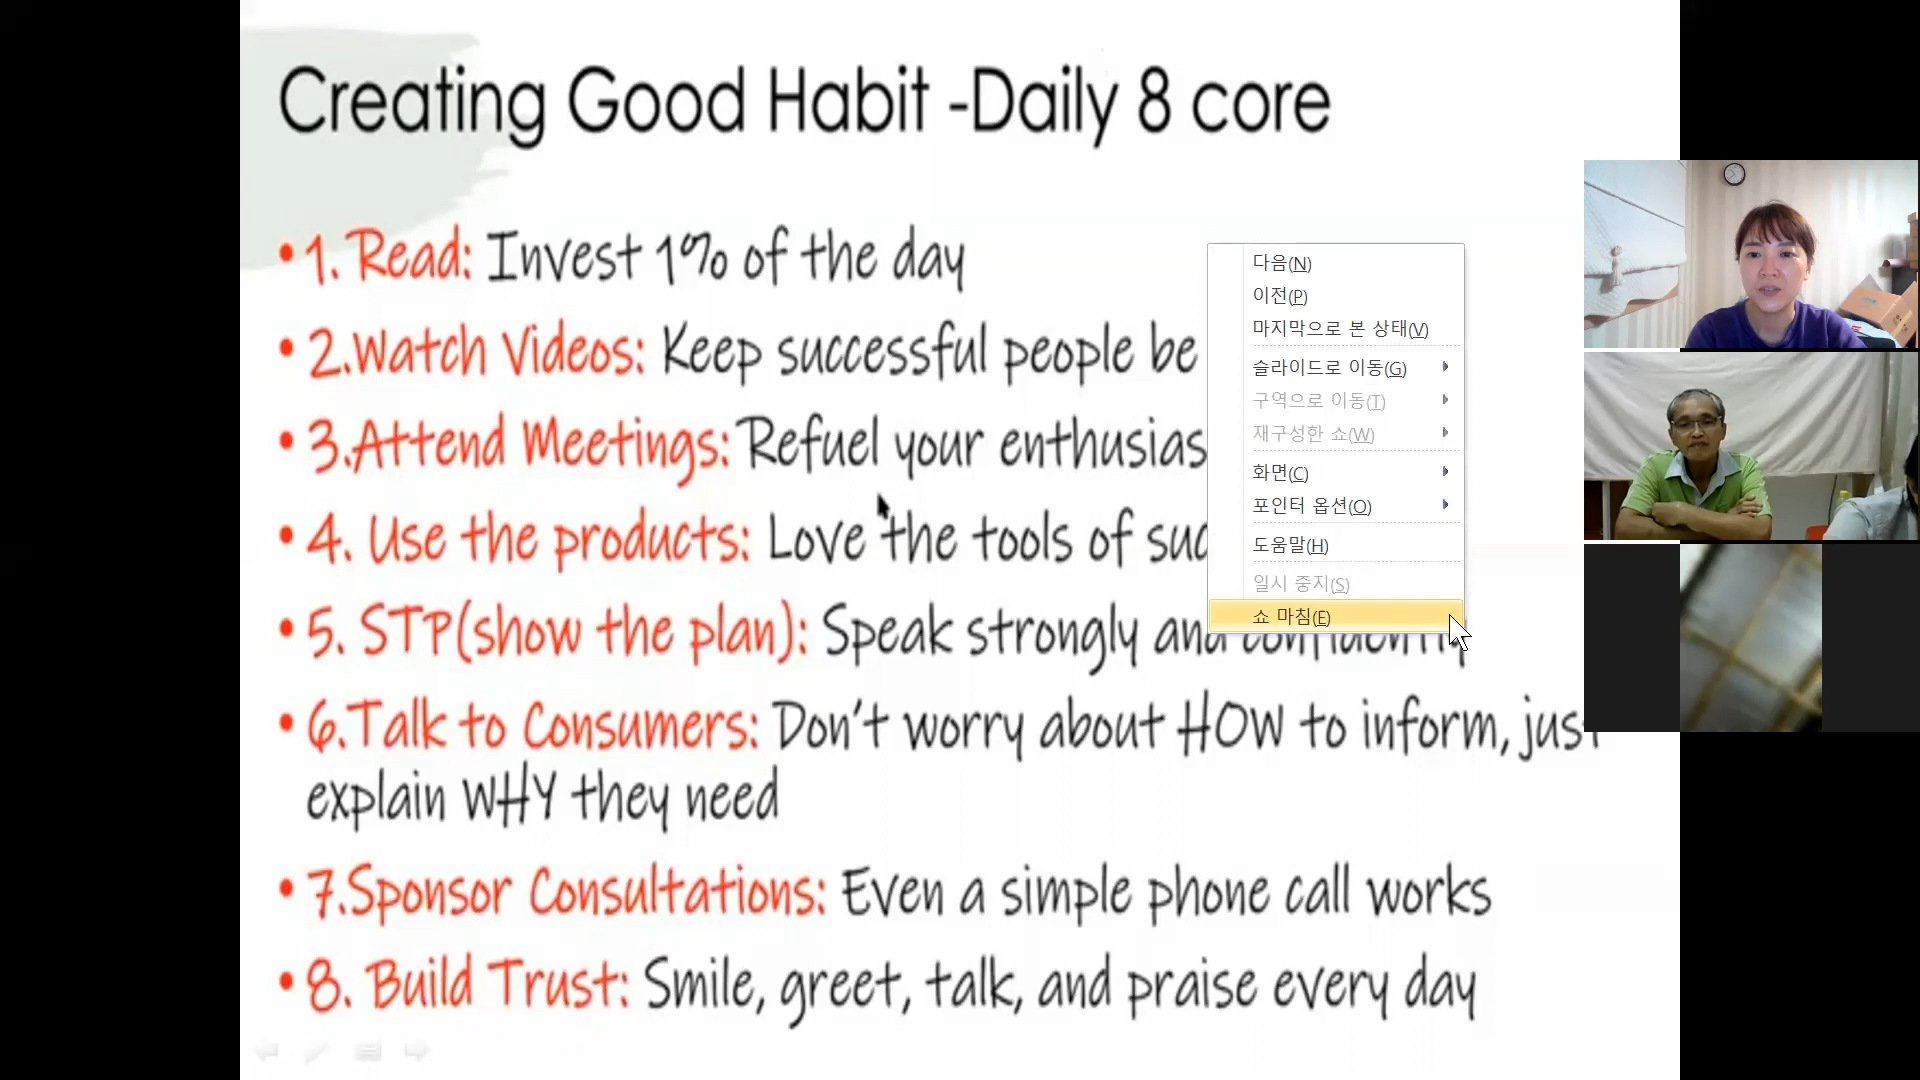 Creating Good Habit -Daily 8 core
•1. Read: Invest 1% of the day
•2.Watch Videos: Keep successful people be
•3.Attend Meetings: Refuel your
•4. Use the products: Love the tools of
•5. STP(show the plan): Speak strongly and confidently
•6.Talk to Consumers: Don't worry about HOW to inform, just
explain WHY they need
•7.Sponsor Consultations: Even a simple phone call works
•8. Build Trust: Smile, greet, talk, and praise every day
다음(N)
이전(P)
마지막으로 본 상태(V)
슬라이드로 이동(G)
구역으로 이동(T)
재구성한 쇼(W)
화면(C)
포인터 옵션(O)
도움말(H)
일시 중지(S)
쇼 마침(E)